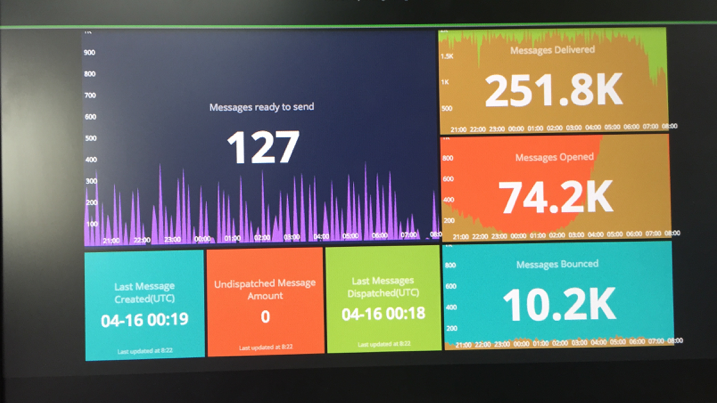 1K
900
800
700
600
500
400
300
200
100
Messages ready to send
127
21:00 22:00 23:00 00:00 01:00 02:00 03:00 04:00 05:00 06:00 07:00
Messages Delivered
251.8K
1.5K
1K
500
21:00 22:00 23:00 00:00 01:00 02:00 03:00 04:00 05:00 06:00 07:00 08:00
Messages Opened
74.2K
800
600
400
200
21:00 22:00 23:00 00:00 01:00 02:00 03:00 04:00 05:00 06:00 07:00 08:00
Last Message
Created(UTC)
04-16 00:19
Last updated at 8:22
Undispatched Message
Amount
0
Last updated at 8:22
Last Messages
Dispatched(UTC)
04-16 00:18
Last updated at 8:22
Messages Bounced
10.2K
800
600
400
200
21:00 22:00 23:00 00:00 01:00 02:00 03:00 04:00 05:00 06:00 07:00 08:00